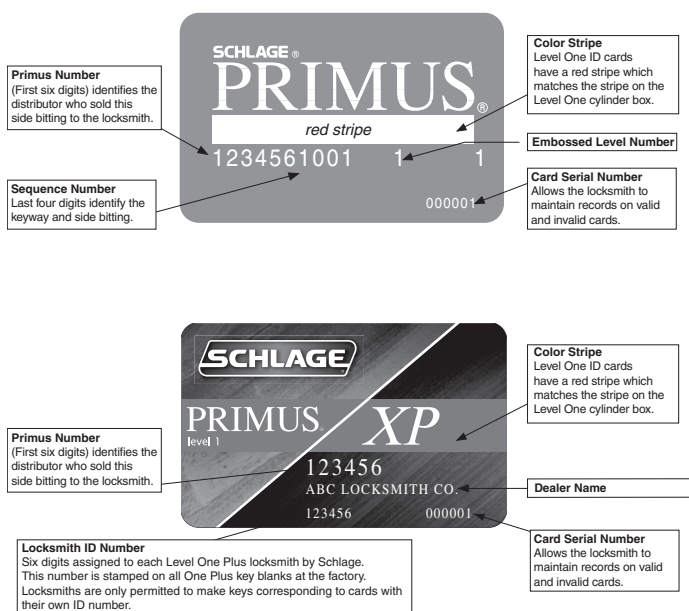 SCHLAGE ®
PRIMUS®
red stripe
1234561001 1 1
000001
Primus Number
(First six digits) identifies the
distributor who sold this
side bitting to the locksmith.
Sequence Number
Last four digits identify the
keyway and side bitting.
Color Stripe
Level One ID cards
have a red stripe which
matches the stripe on the
Level One cylinder box.
Embossed Level Number
Card Serial Number
Allows the locksmith to
maintain records on valid
and invalid cards.
SCHLAGE
PRIMUS XP
level 1
123456
ABC LOCKSMITH CO.
123456 000001
Primus Number
(First six digits) identifies the
distributor who sold this
side bitting to the locksmith.
Color Stripe
Level One ID cards
have a red stripe which
matches the stripe on the
Level One cylinder box.
Dealer Name
Card Serial Number
Allows the locksmith to
maintain records on valid
and invalid cards.
Locksmith ID Number
Six digits assigned to each Level One Plus locksmith by Schlage.
This number is stamped on all One Plus key blanks at the factory.
Locksmiths are only permitted to make keys corresponding to cards with
their own ID number.